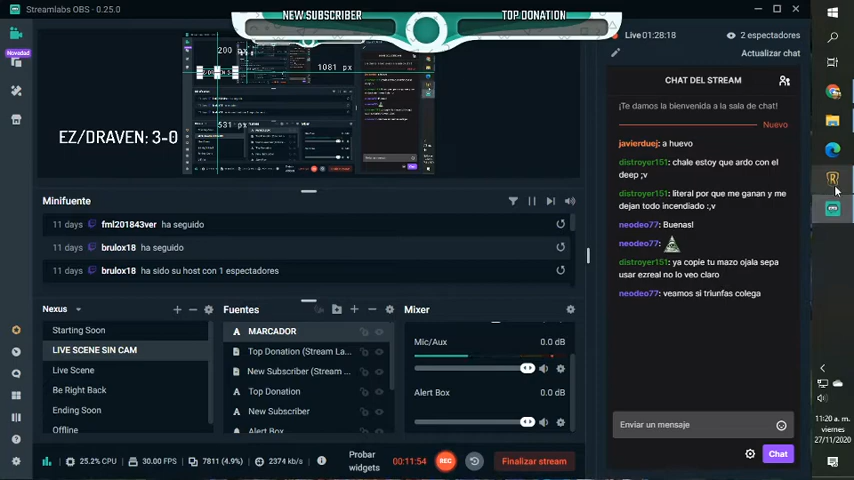 Streamlabs OBS - 0.25.0
NEW SUBSCRIBER
TOP DONATION
Novedad
200 px
1081 px
531 px
EZ/DRAVEN: 3-0
Live 01:28:18
2 espectadores
Actualizar chat
CHAT DEL STREAM
¡Te damos la bienvenida a la sala de chat!
Nuevo
javierduej: a huevo
distroyer151: chale estoy que ardo con el
deep ;v
distroyer151: literal por que me ganan y me
dejan todo incendiado :,v
neodeo77: Buenas!
neodeo77:
distroyer151: ya copie tu mazo ojala sepa
usar ezreal no lo veo claro
neodeo77: veamos si triunfas colega
Enviar un mensaje
Chat
Minifuente
11 days fml201843ver ha seguido
11 days brulox18 ha seguido
11 days brulox18 ha sido su host con 1 espectadores
Nexus
Starting Soon
LIVE SCENE SIN CAM
Live Scene
Be Right Back
Ending Soon
Offline
Fuentes
MARCADOR
Top Donation (Stream La...
New Subscriber (Stream ...
Top Donation
New Subscriber
Alert Box
Mixer
Mic/Aux 0.0 dB
Alert Box 0.0 dB
25.2% CPU
30.00 FPS
7811 (4.9%)
2374 kb/s
Probar
widgets
00:11:54
REC
Finalizar stream
11:20 a. m.
viernes
27/11/2020